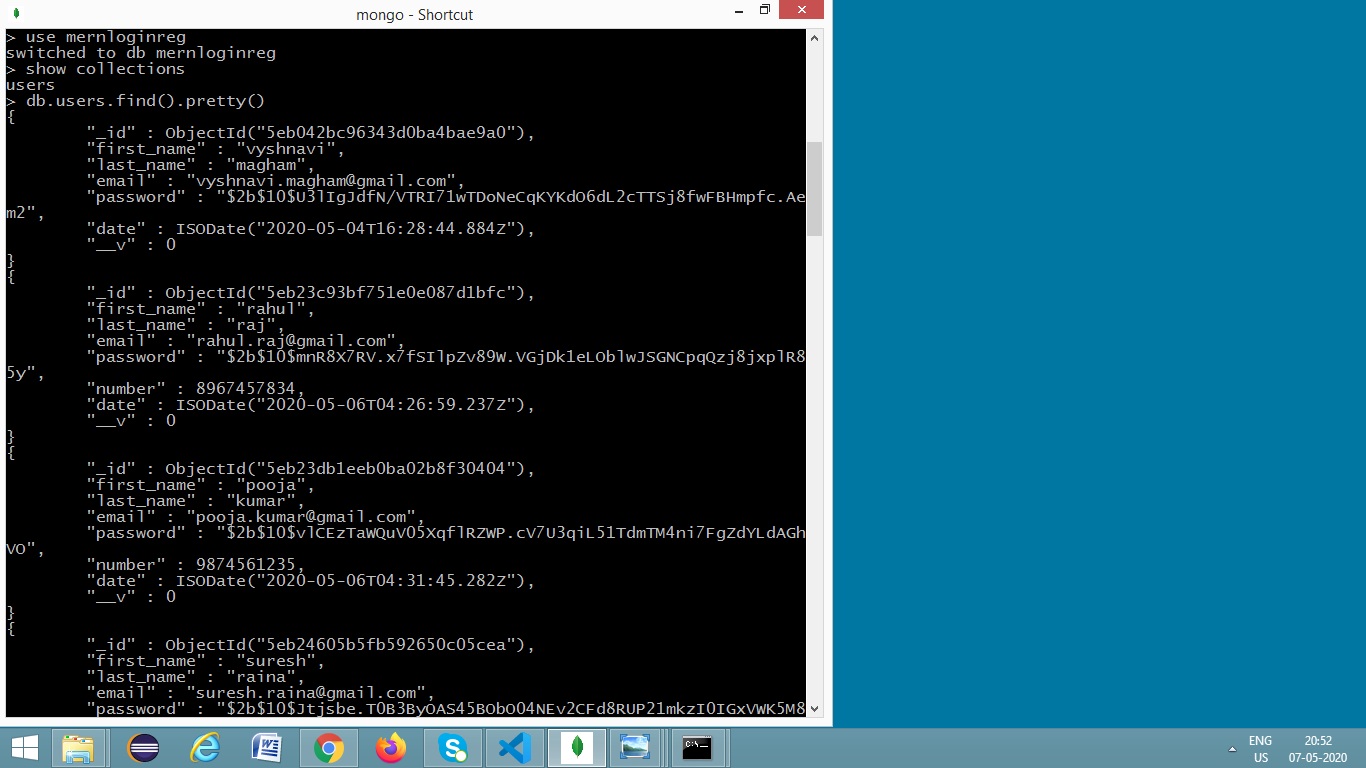 mongo - Shortcut
> use mernloginreg
switched to db mernloginreg
> show collections
users
> db.users.find().pretty()
{
"_id" : ObjectId("5eb042bc96343d0ba4bae9a0"),
"first_name" : "vyshnavi",
"last_name" : "magham",
"email" : "vyshnavi.magham@gmail.com",
"password" : "$2b$10$U3lIgJdfN/VTRI71wTDoNeCqKYKdO6dL2cTTSj8fwFBHmpfc.Ae
m2",
"date" : ISODate("2020-05-04T16:28:44.884Z"),
"__v" : 0
}
{
"_id" : ObjectId("5eb23c93bf751e0e087d1bfc"),
"first_name" : "rahul",
"last_name" : "raj",
"email" : "rahul.raj@gmail.com",
"password" : "$2b$10$mnR8X7RV.x7fSIlpZv89W.VGjDk1eLOblwJSGNCpqQzj8jxplR8
5y",
"number" : 8967457834,
"date" : ISODate("2020-05-06T04:26:59.237Z"),
"__v" : 0
}
{
"_id" : ObjectId("5eb23db1eeb0ba02b8f30404"),
"first_name" : "pooja",
"last_name" : "kumar",
"email" : "pooja.kumar@gmail.com",
"password" : "$2b$10$vlCEzTaWQuV05XqflRZWP.cV7U3qiL51TdmTM4ni7FgZdYLdAGh
VO",
"number" : 9874561235,
"date" : ISODate("2020-05-06T04:31:45.282Z"),
"__v" : 0
}
{
"_id" : ObjectId("5eb24605b5fb592650c05cea"),
"first_name" : "suresh",
"last_name" : "raina",
"email" : "suresh.raina@gmail.com",
"password" : "$2b$10$Jtjsbe.T0B3ByOAS45BObO04NEv2CFd8RUP21mkzI0IGxVWK5M8
ENG
US
20:52
07-05-2020